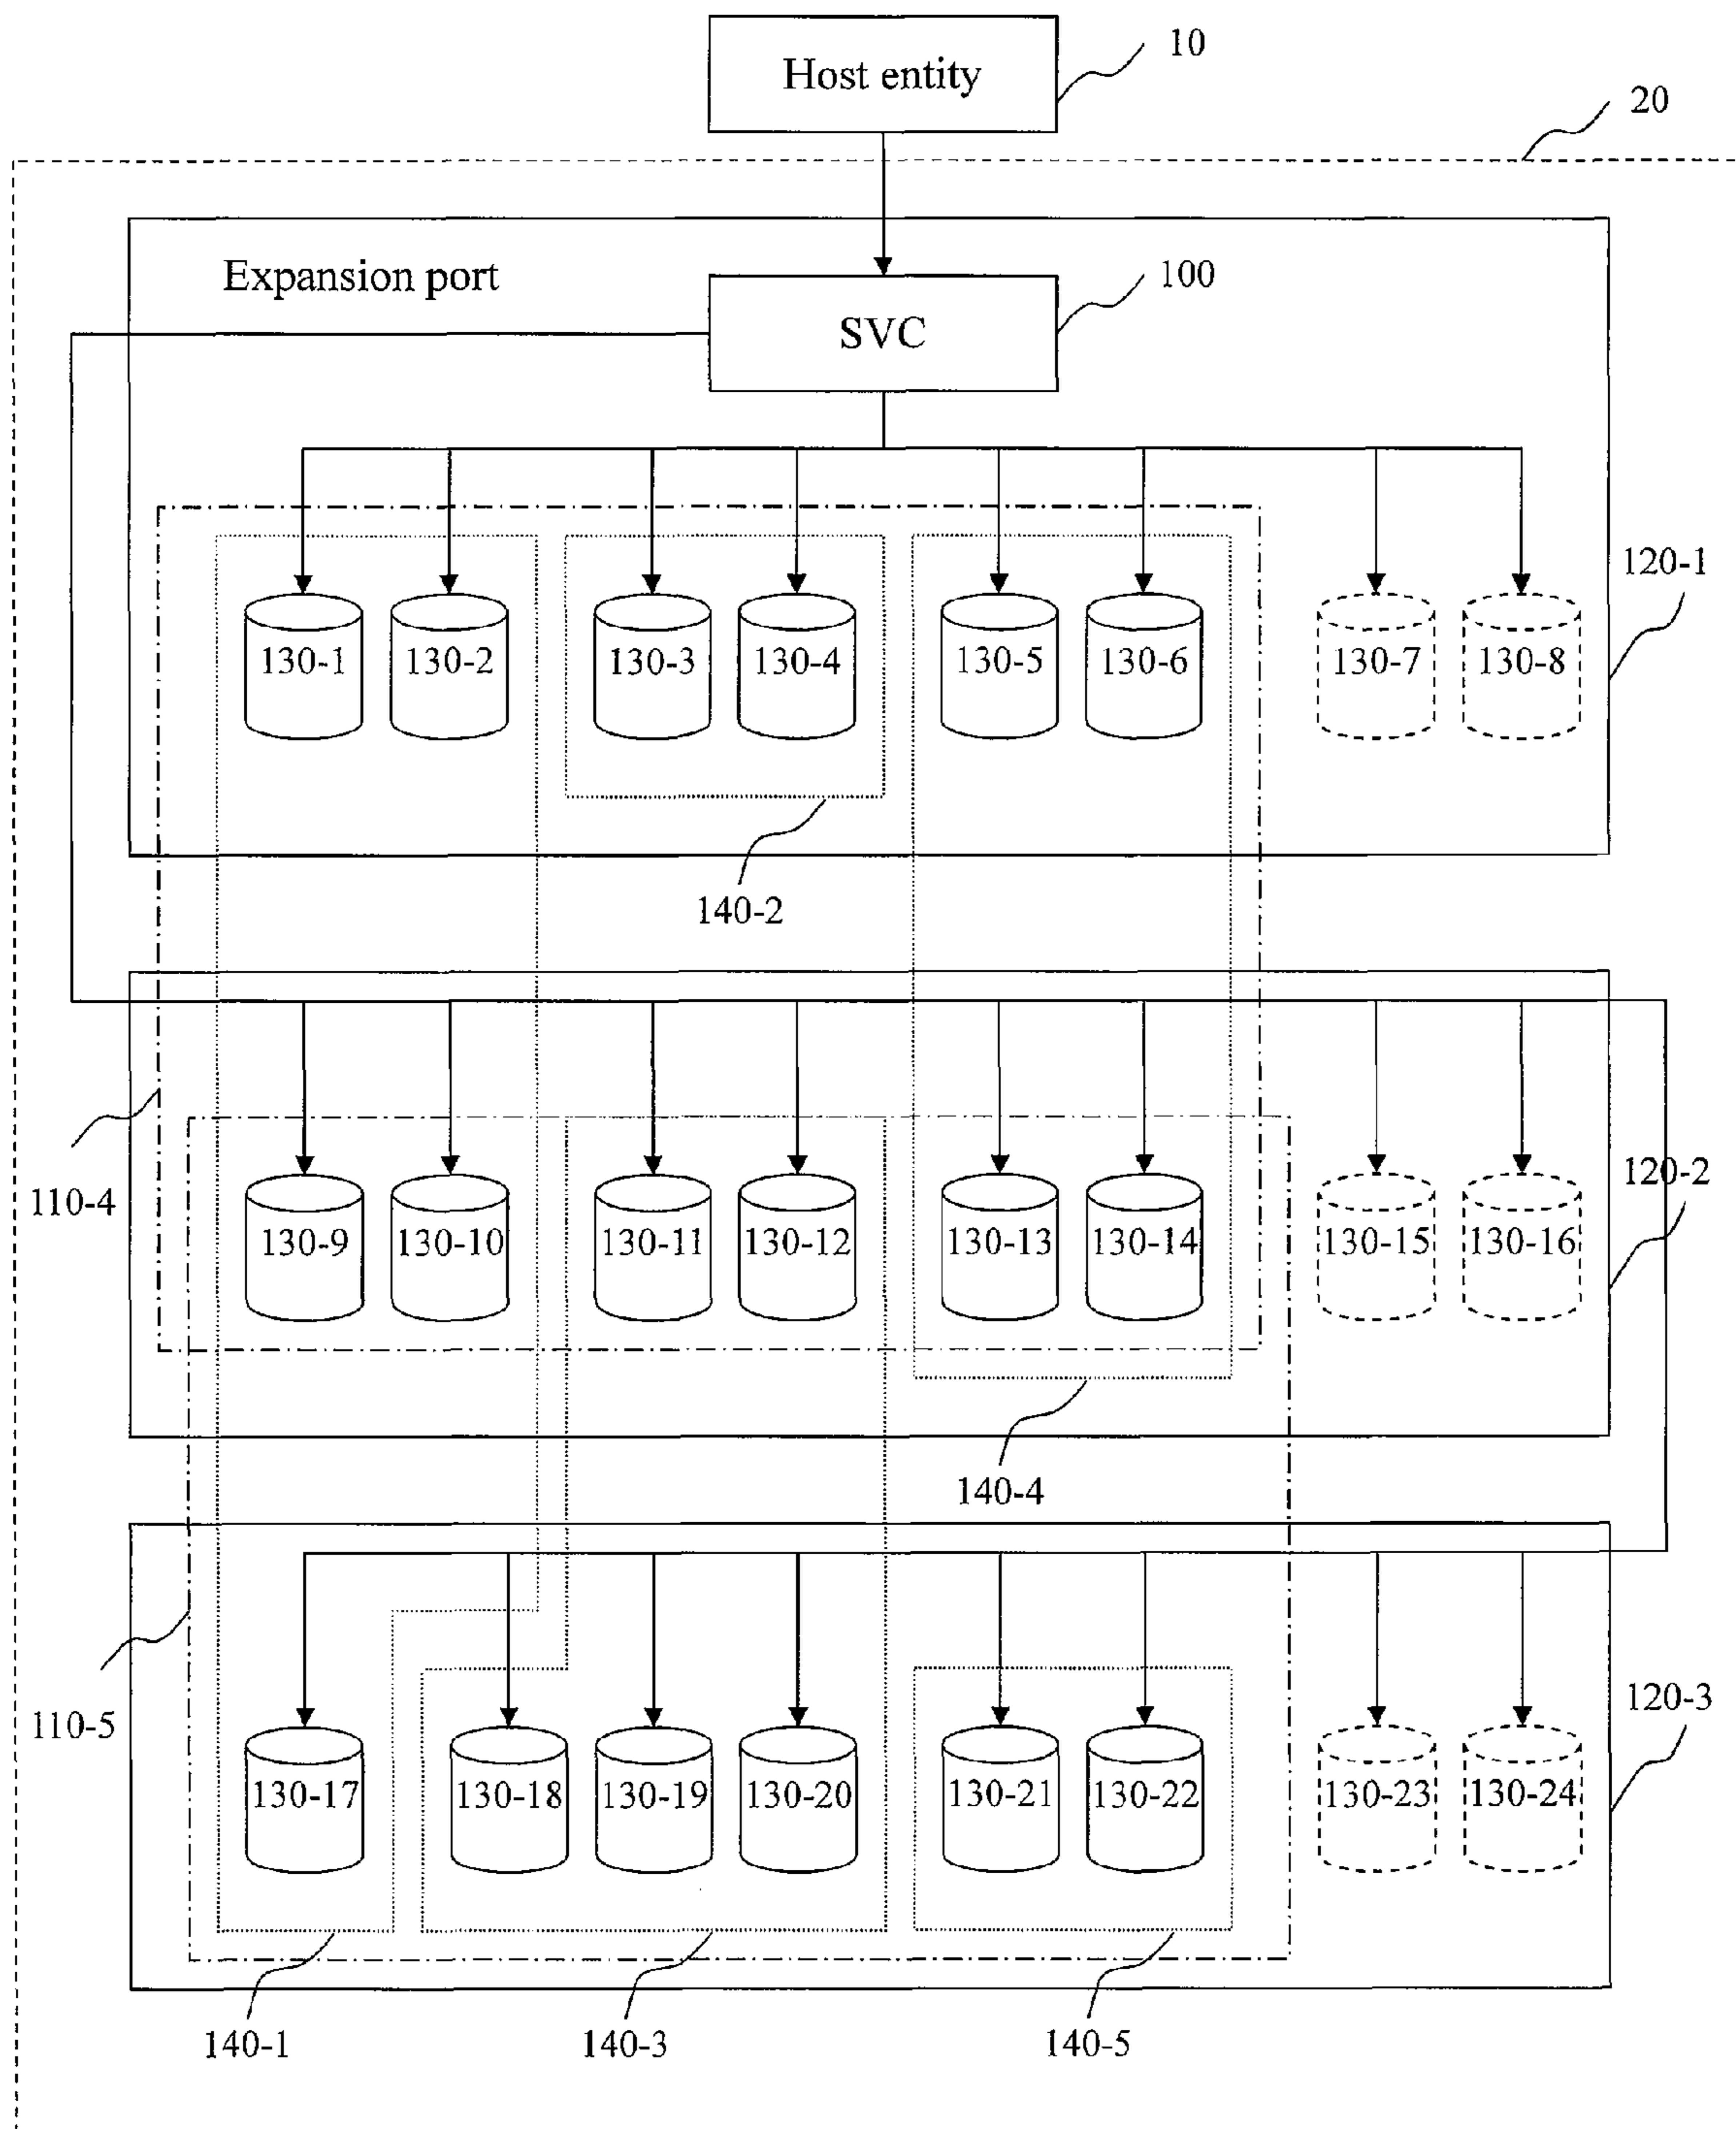 Host entity
10
20
Expansion port
100
SVC
120-1
130-1 130-2 130-3 130-4 130-5 130-6 130-7 130-8
140-2
110-4
120-2
130-9 130-10 130-11 130-12 130-13 130-14 130-15 130-16
140-4
110-5
120-3
130-17 130-18 130-19 130-20 130-21 130-22 130-23 130-24
140-1 140-3 140-5